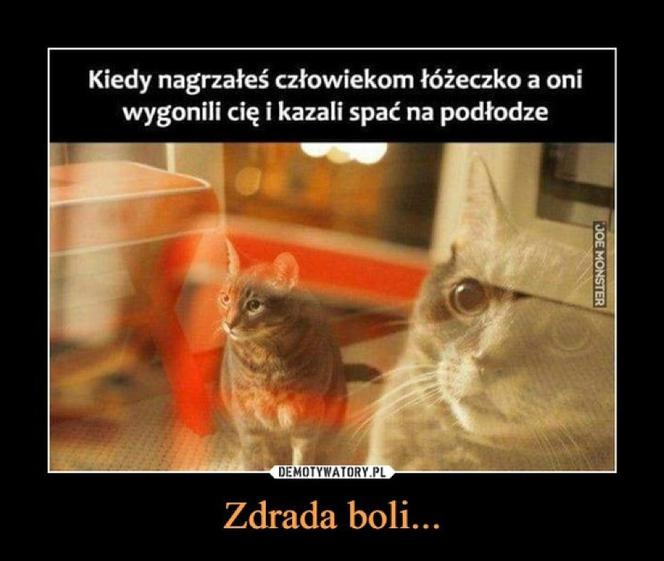 Kiedy nagrzałeś człowiekom łóżeczko a oni
wygonili cię i kazali spać na podłodze
JOE MONSTER
DEMOTYWATORY.PL
Zdrada boli...